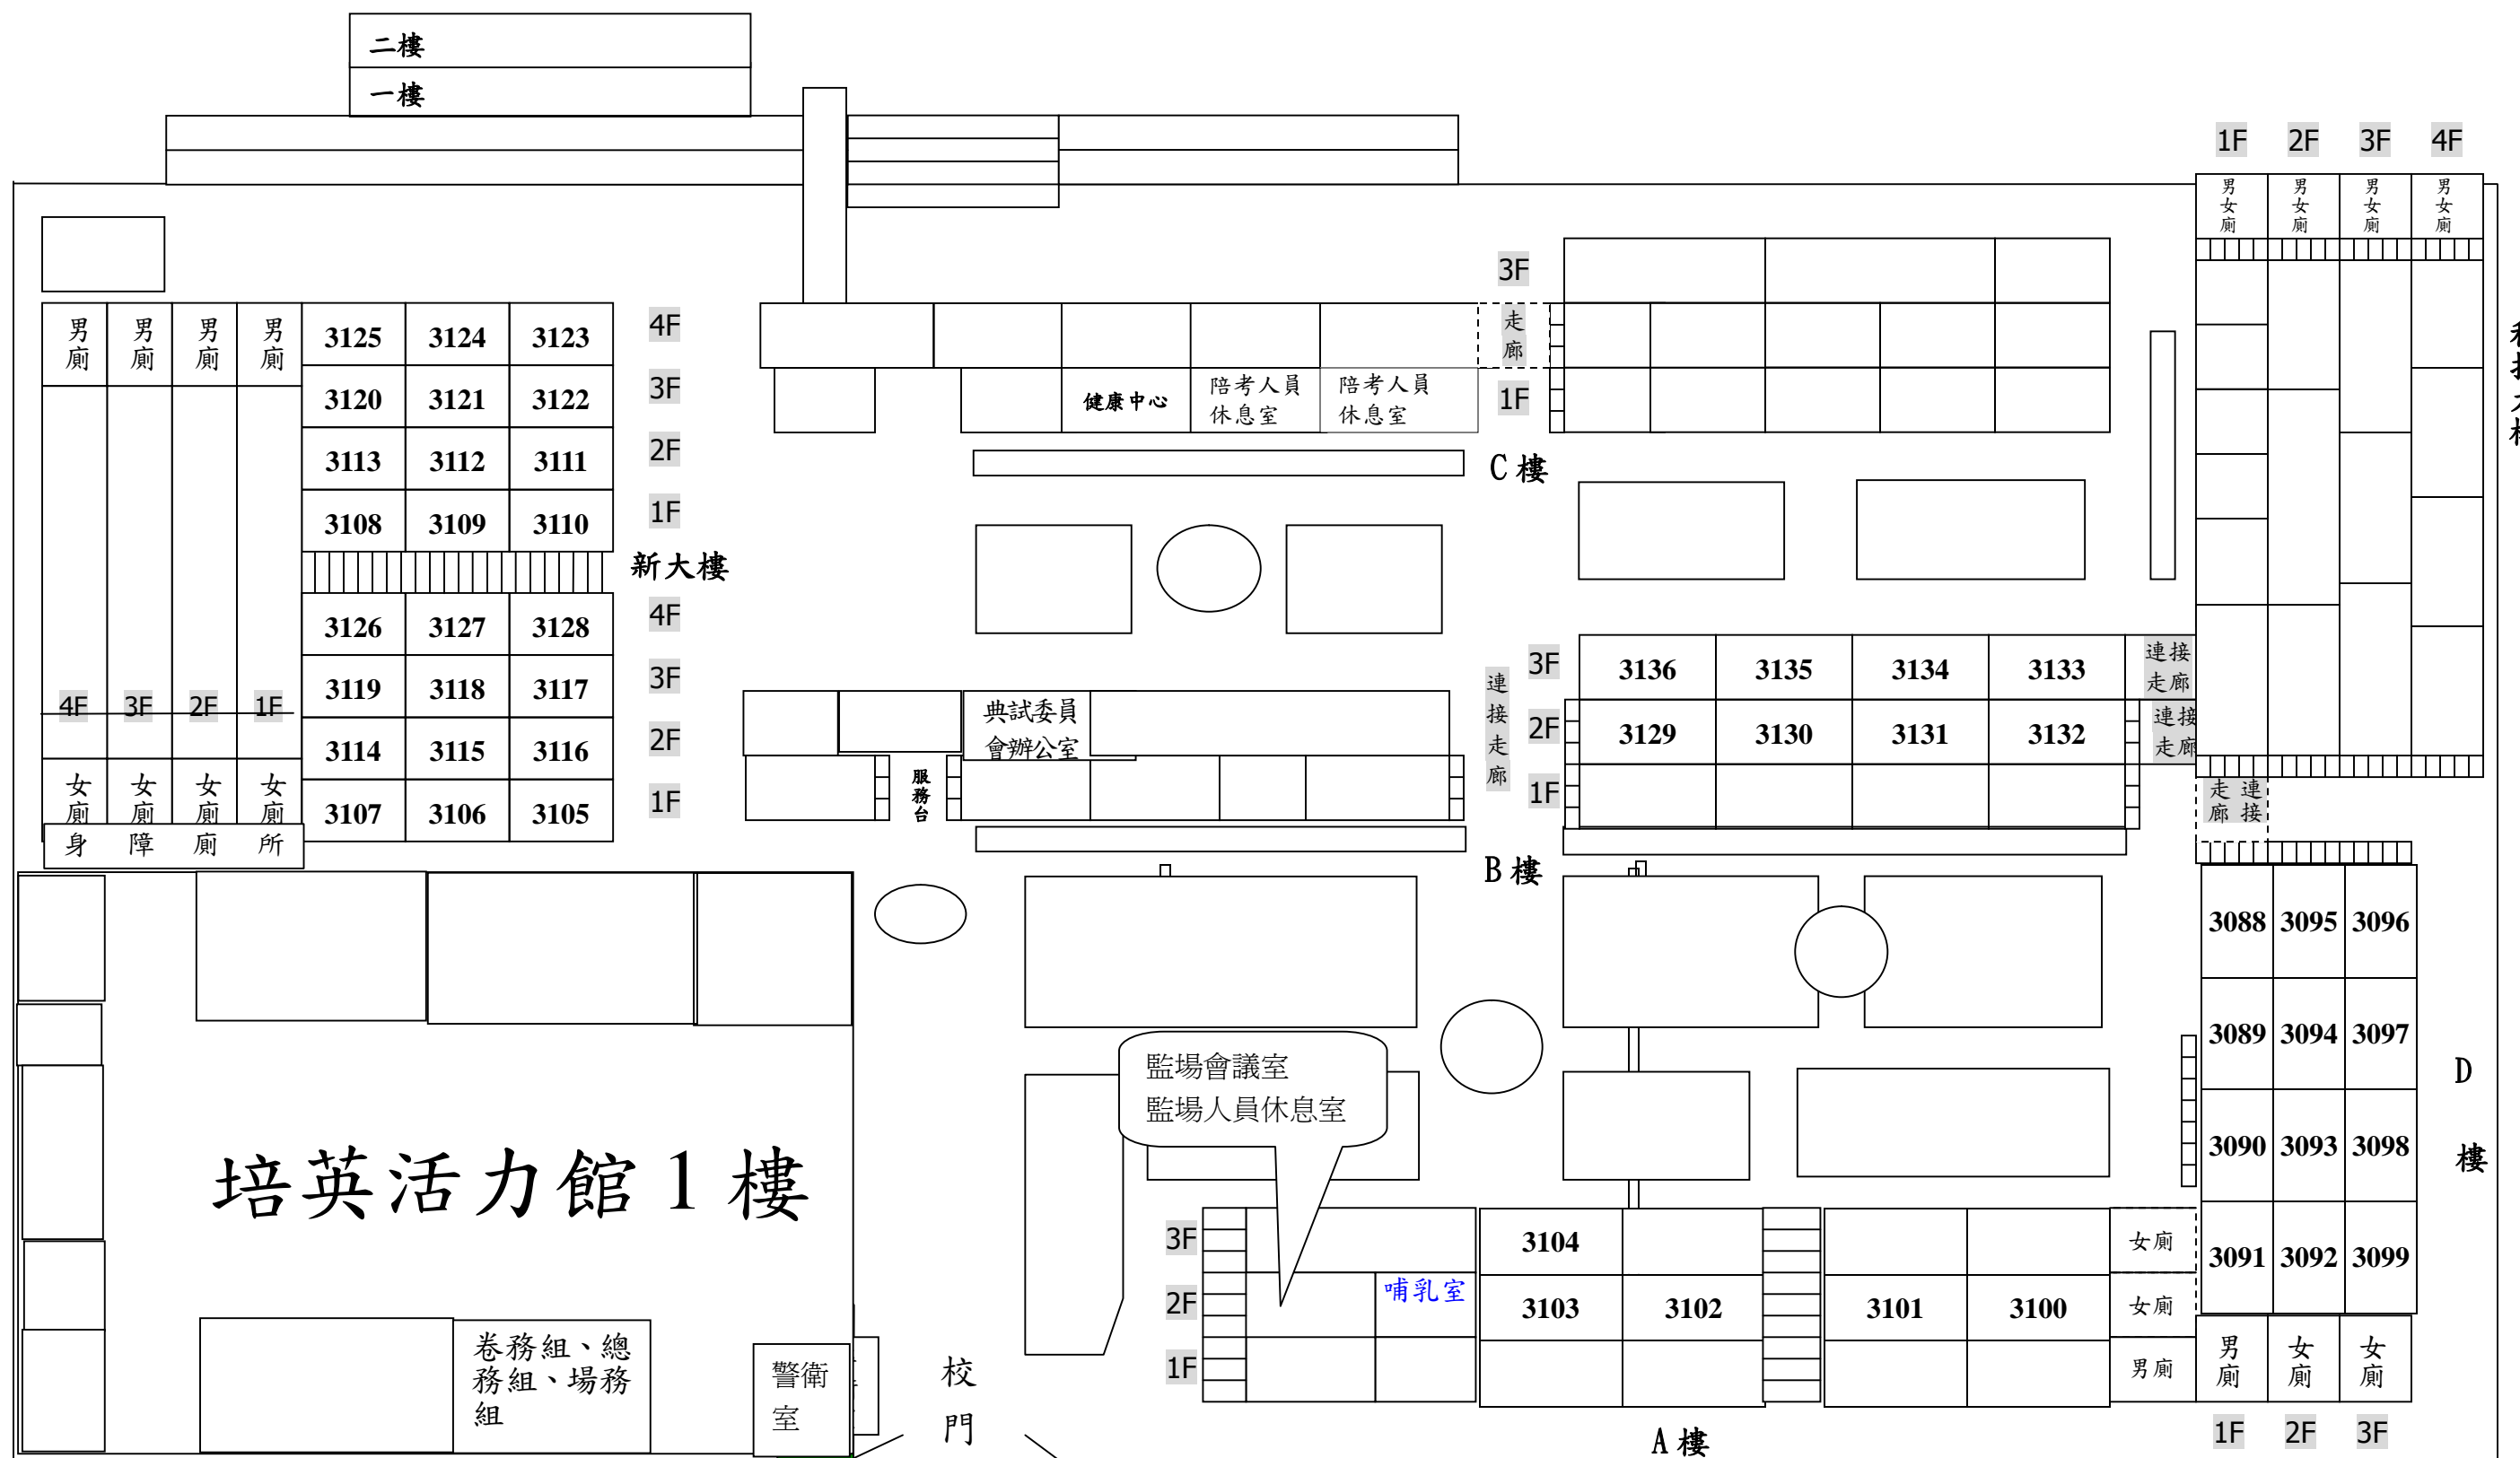 二樓
一樓
1F 2F 3F 4F
男女廁 男女廁 男女廁 男女廁
3F
走廊
1F
健康中心
陪考人員
休息室
陪考人員
休息室
C樓
男廁 男廁 男廁 男廁
3125 3124 3123 4F
3120 3121 3122 3F
3113 3112 3111 2F
3108 3109 3110 1F
新大樓
3126 3127 3128 4F
3119 3118 3117 3F
3114 3115 3116 2F
3107 3106 3105 1F
4F 3F 2F 1F
女廁 女廁 女廁 女廁
身障廁所
典試委員
會辦公室
服務台
連接走廊
3F 3136 3135 3134 3133
連接
走廊
2F 3129 3130 3131 3132
連接
走廊
1F
連接走廊
B樓
3088 3095 3096
3089 3094 3097
3090 3093 3098
3091 3092 3099
D樓
男廁 女廁 女廁
1F 2F 3F
監場會議室
監場人員休息室
培英活力館1樓
卷務組、總
務組、場務
組
警衛
室
校門
3F 3104 女廁
2F 哺乳室 3103 3102 3101 3100 女廁
1F 男廁
A樓